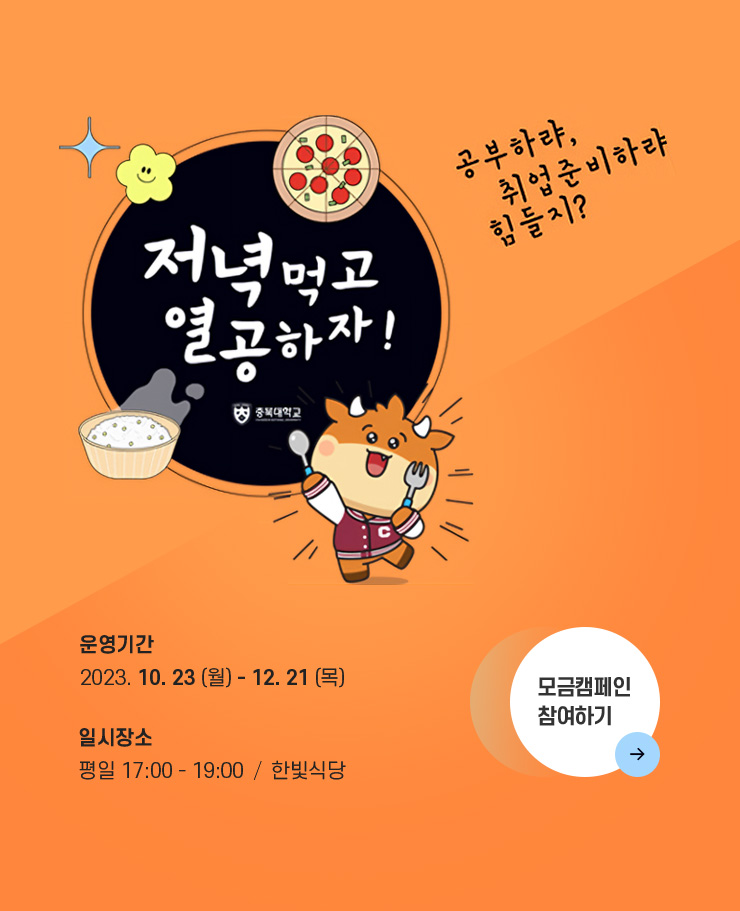 공부하랴,
취업준비하랴
힘들지?
저녁 먹고
열공하자!
충북대학교
C
운영기간
2023. 10. 23 (월) - 12. 21 (목)
모금캠페인
참여하기
일시장소
평일 17:00 - 19:00 / 한빛식당